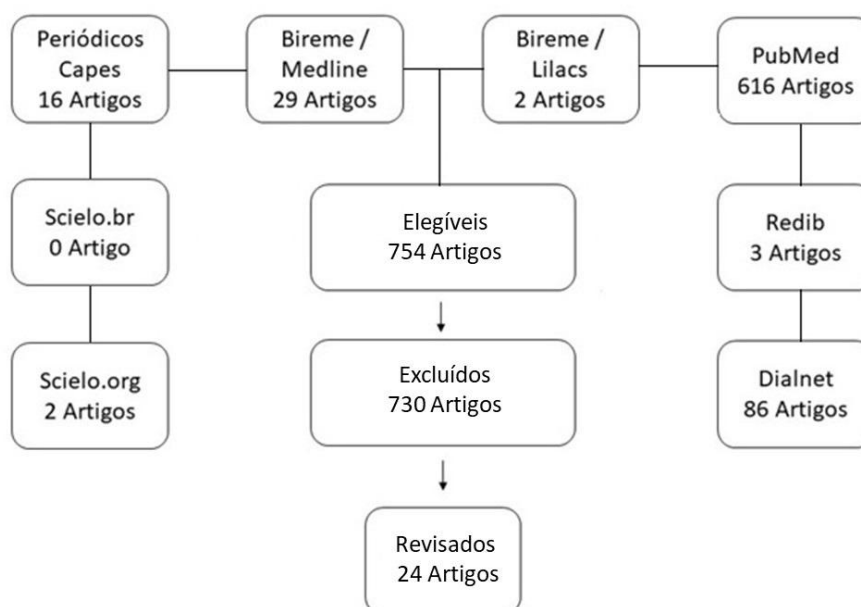 Periódicos
Capes
16 Artigos
Bireme /
Medline
29 Artigos
Bireme /
Lilacs
2 Artigos
PubMed
616 Artigos
Scielo.br
0 Artigo
Elegíveis
754 Artigos
Redib
3 Artigos
Scielo.org
2 Artigos
Excluídos
730 Artigos
Dialnet
86 Artigos
Revisados
24 Artigos